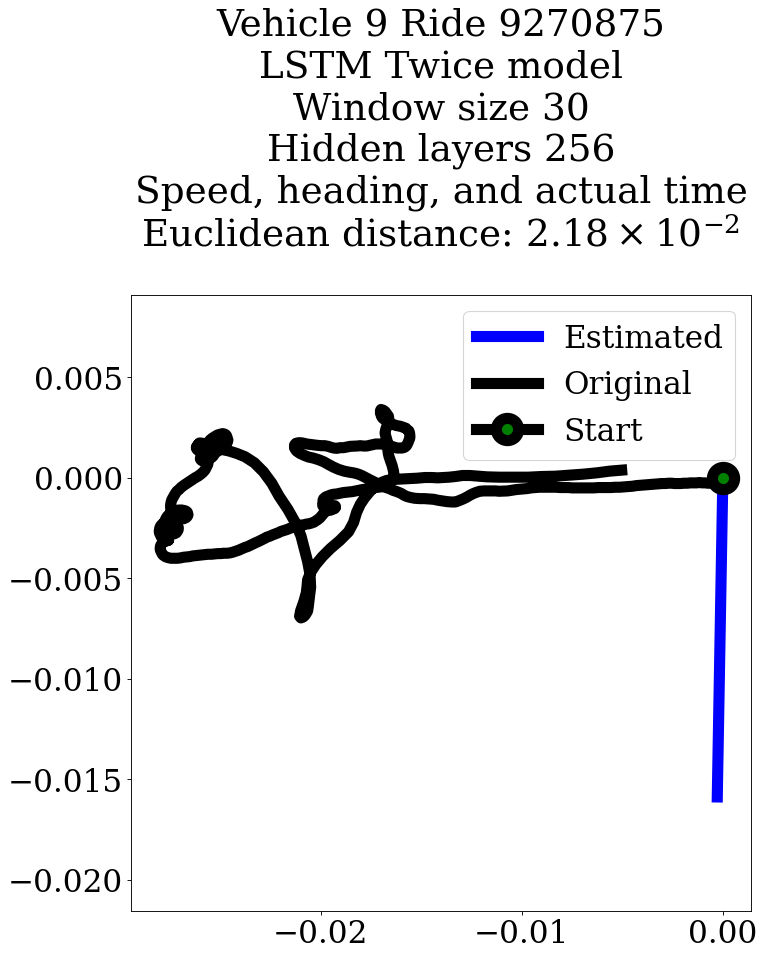 Vehicle 9 Ride 9270875
LSTM Twice model
Window size 30
Hidden layers 256
Speed, heading, and actual time
Euclidean distance: 2.18 × 10⁻²
Estimated
Original
Start
0.005
0.000
−0.005
−0.010
−0.015
−0.020
−0.02
−0.01
0.00